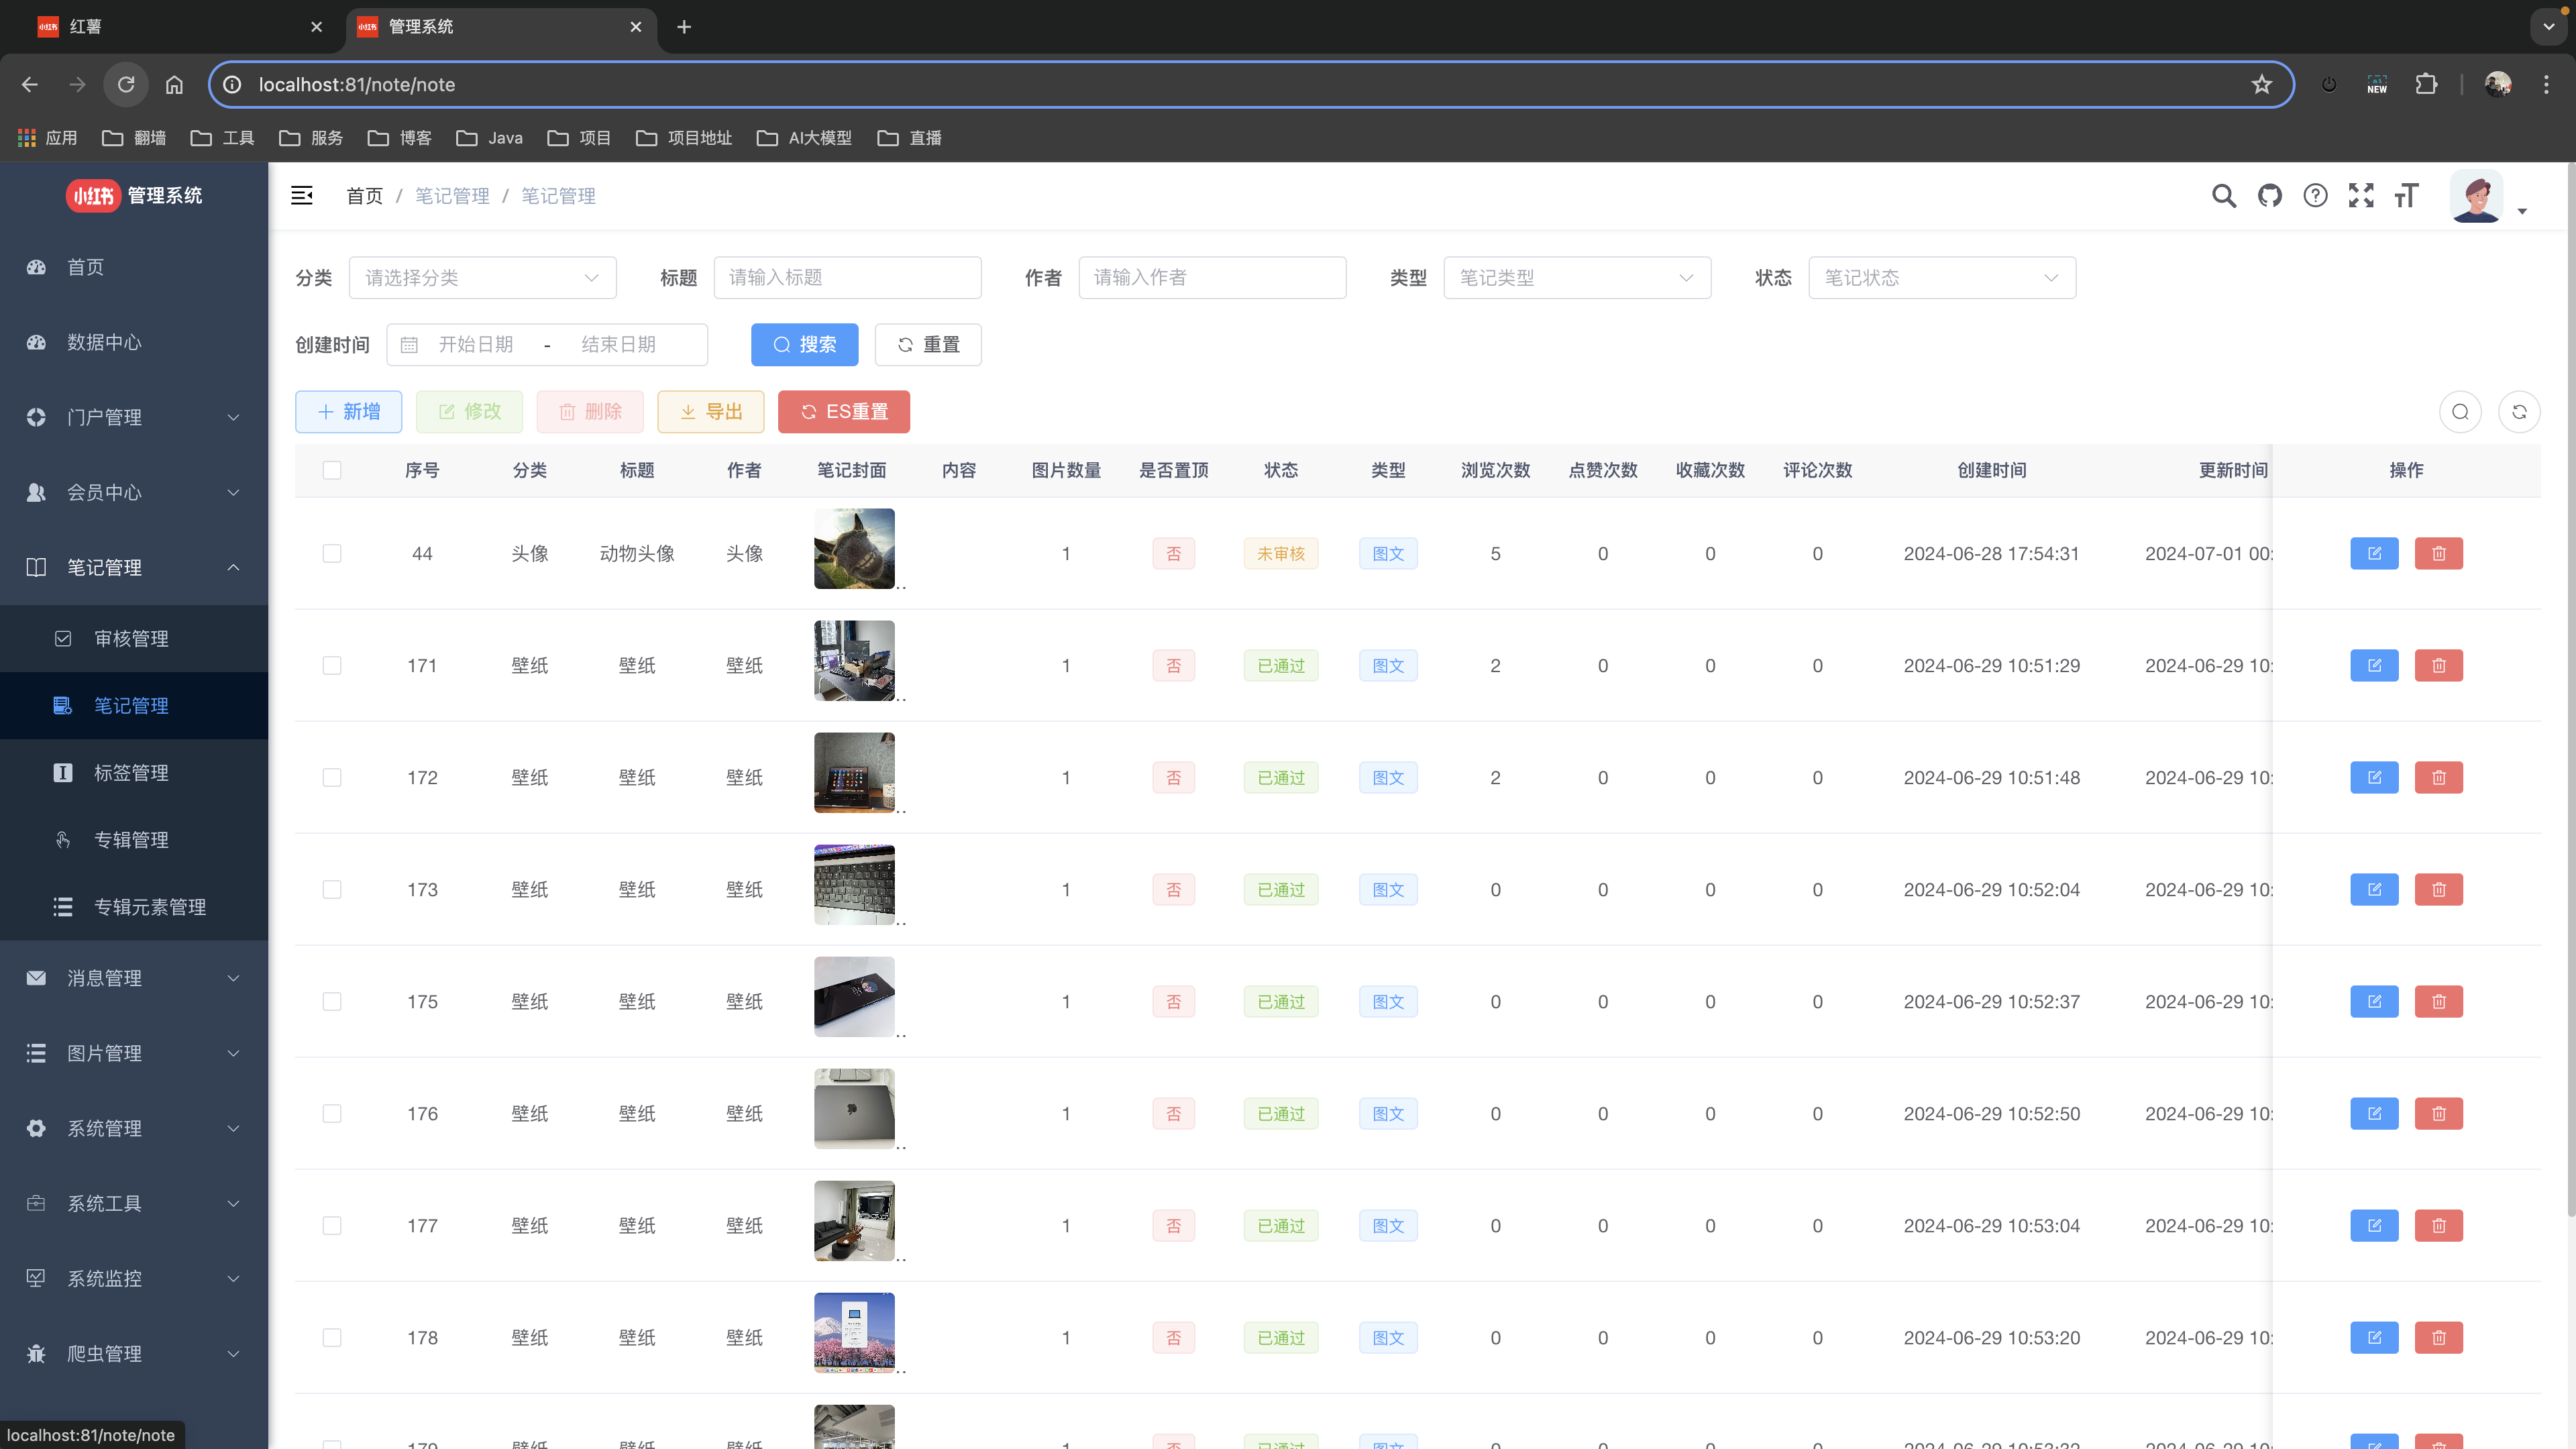 红薯
管理系统
localhost:81/note/note
NEW
应用 翻墙 工具 服务 博客 Java 项目 项目地址 AI大模型 直播
小红书 管理系统
首页 / 笔记管理 / 笔记管理
首页
数据中心
门户管理
会员中心
笔记管理
审核管理
笔记管理
标签管理
专辑管理
专辑元素管理
消息管理
图片管理
系统管理
系统工具
系统监控
爬虫管理
localhost:81/note/note
分类 请选择分类 标题 请输入标题 作者 请输入作者 类型 笔记类型 状态 笔记状态
创建时间 开始日期 - 结束日期 搜索 重置
新增 修改 删除 导出 ES重置
序号 分类 标题 作者 笔记封面 内容 图片数量 是否置顶 状态 类型 浏览次数 点赞次数 收藏次数 评论次数 创建时间 更新时间 操作
44 头像 动物头像 头像 .. 1 否 未审核 图文 5 0 0 0 2024-06-28 17:54:31 2024-07-01 00:
171 壁纸 壁纸 壁纸 .. 1 否 已通过 图文 2 0 0 0 2024-06-29 10:51:29 2024-06-29 10:
172 壁纸 壁纸 壁纸 .. 1 否 已通过 图文 2 0 0 0 2024-06-29 10:51:48 2024-06-29 10:
173 壁纸 壁纸 壁纸 .. 1 否 已通过 图文 0 0 0 0 2024-06-29 10:52:04 2024-06-29 10:
175 壁纸 壁纸 壁纸 .. 1 否 已通过 图文 0 0 0 0 2024-06-29 10:52:37 2024-06-29 10:
176 壁纸 壁纸 壁纸 .. 1 否 已通过 图文 0 0 0 0 2024-06-29 10:52:50 2024-06-29 10:
177 壁纸 壁纸 壁纸 .. 1 否 已通过 图文 0 0 0 0 2024-06-29 10:53:04 2024-06-29 10:
178 壁纸 壁纸 壁纸 .. 1 否 已通过 图文 0 0 0 0 2024-06-29 10:53:20 2024-06-29 10: